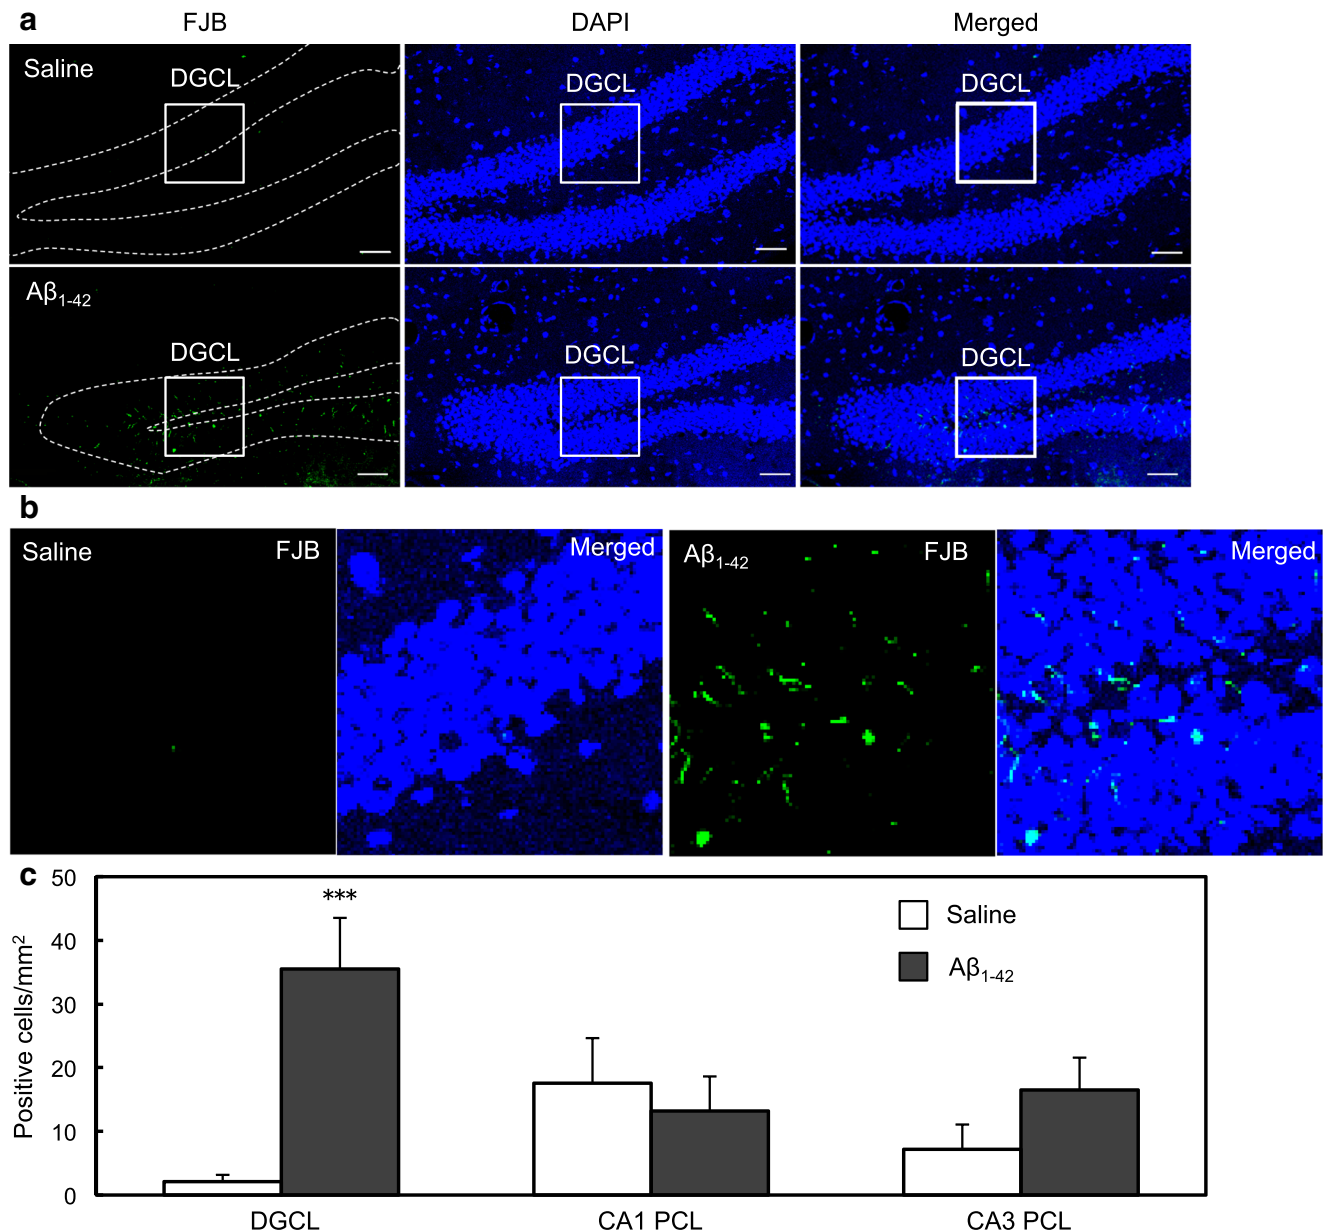 a
FJB DAPI Merged
Saline DGCL DGCL DGCL
Aβ1-42 DGCL DGCL DGCL
b
Saline FJB Merged Aβ1-42 FJB Merged
c
Positive cells/mm2
50
40
30
20
10
0
***
Saline
Aβ1-42
DGCL CA1 PCL CA3 PCL